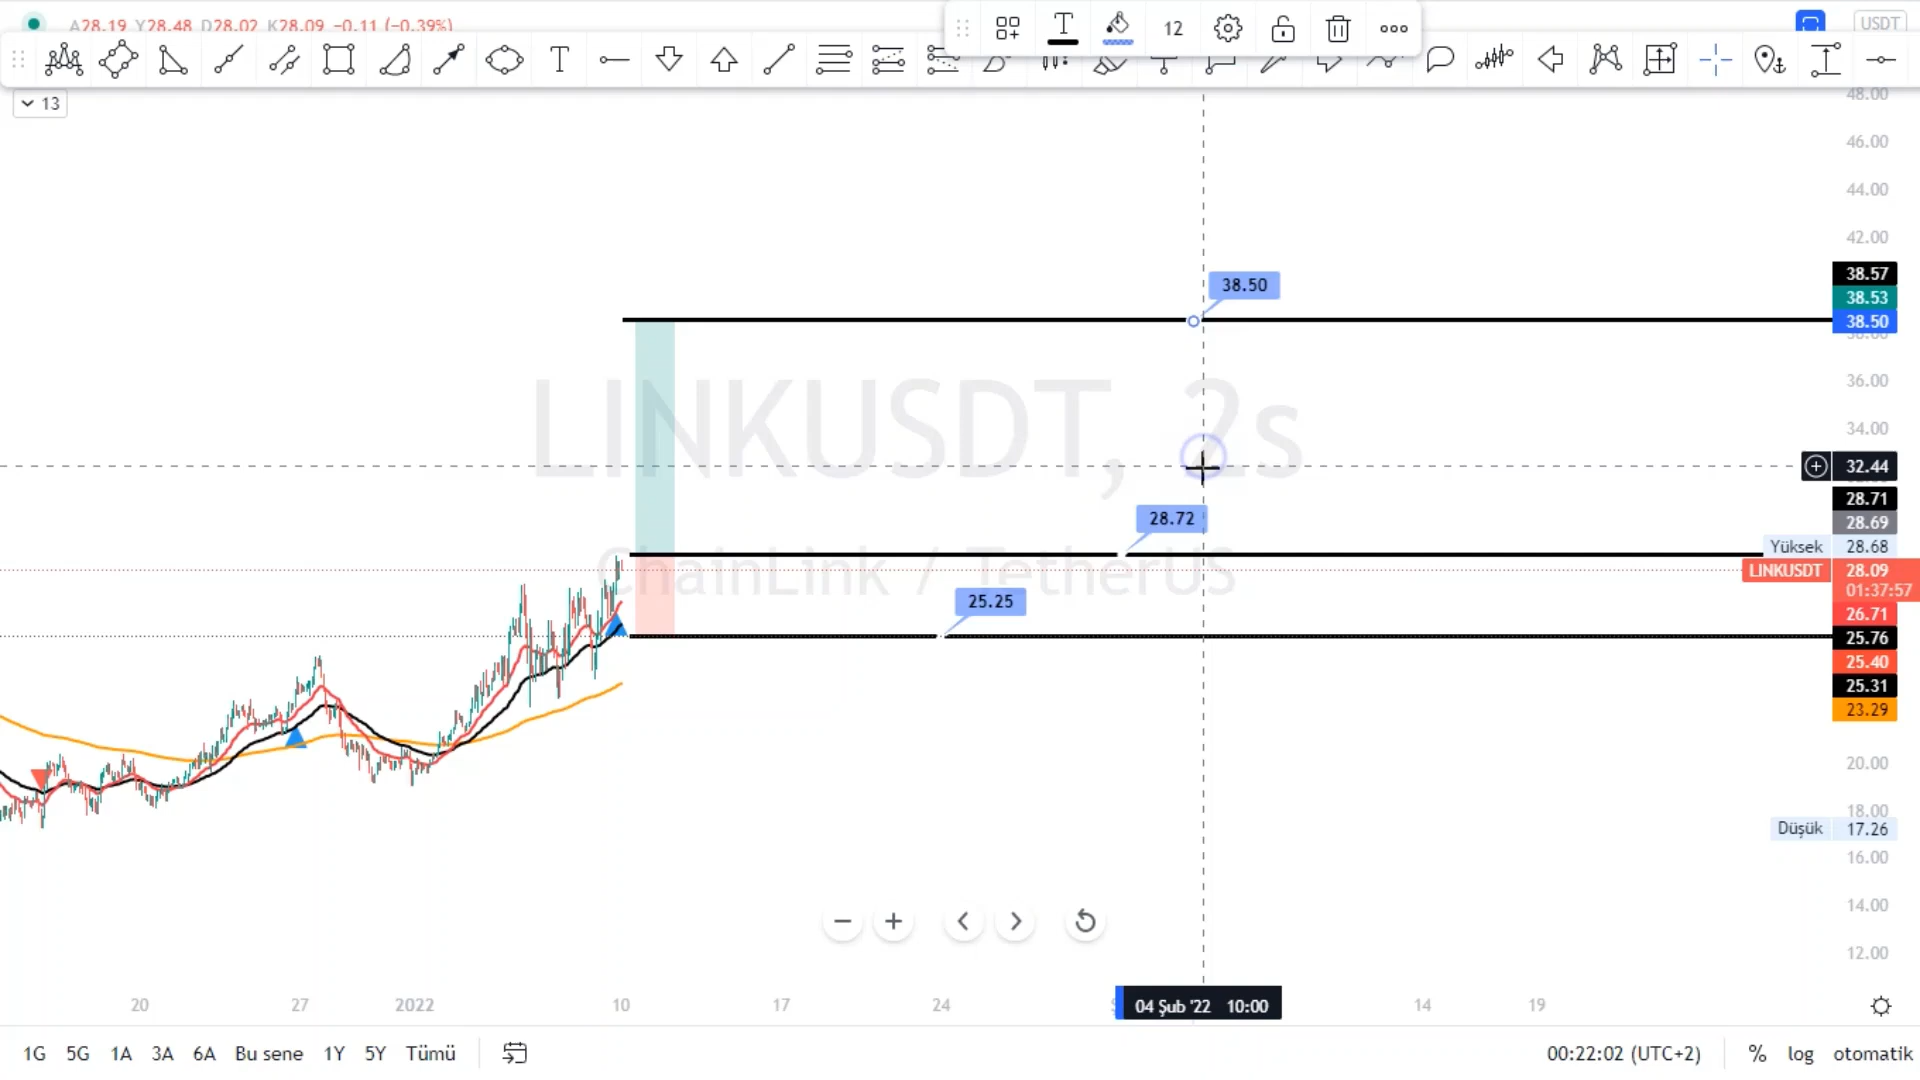 A28.19 Y28.48 D28.02 K28.09 −0.11 (−0.39%)
12
USDT
13
48.00
46.00
44.00
42.00
38.57
38.53
38.50
38.50
36.00
34.00
LINKUSDT, 2s
32.44
28.71
28.72
28.69
Yüksek 28.68
ChainLink / TetherUS
LINKUSDT 28.09
01:37:57
25.25
26.71
25.76
25.40
25.31
23.29
20.00
18.00
Düşük 17.26
16.00
14.00
12.00
20 27 2022 10 17 24 04 Şub '22 10:00 14 19
1G 5G 1A 3A 6A Bu sene 1Y 5Y Tümü
00:22:02 (UTC+2) % log otomatik